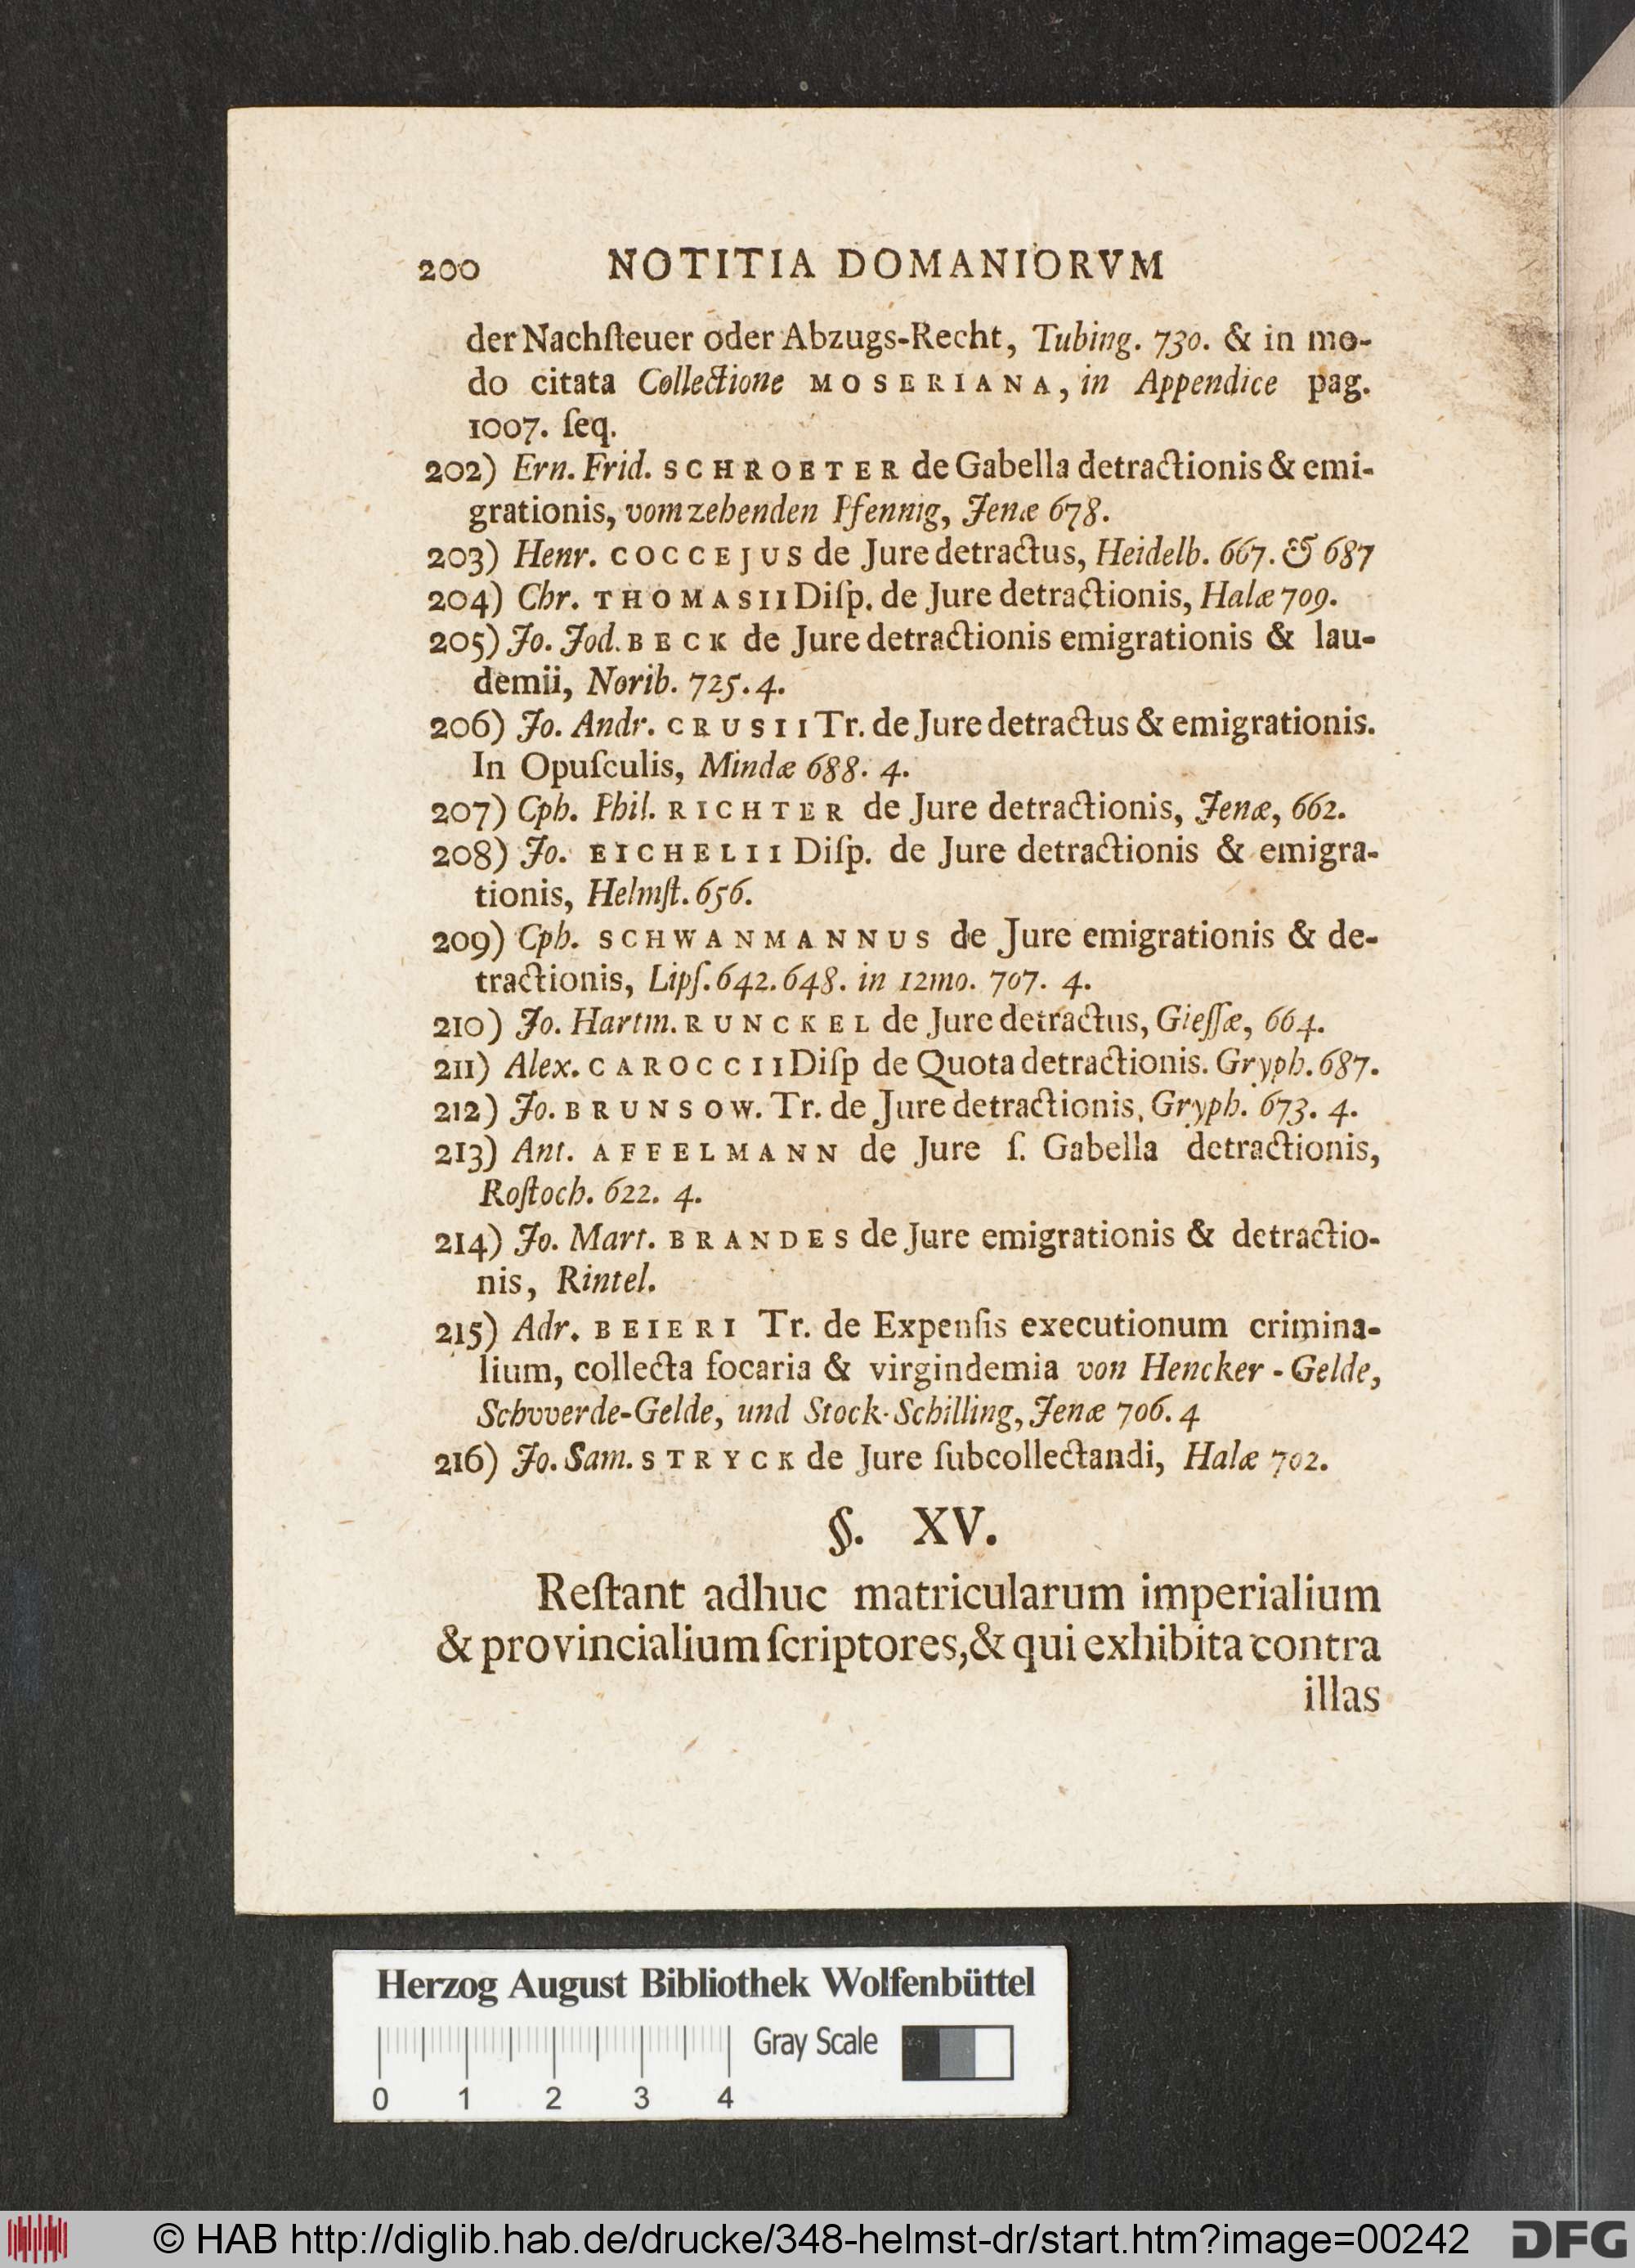 200 NOTITIA DOMANIORVM
der Nachſteuer oder Abzugs-Recht, Tubing. 730. & in mo-
do citata Collectione MOSERIANA, in Appendice pag.
1007. ſeq.
202) Ern. Frid. SCHROETER de Gabella detractionis & emi-
grationis, vom zehenden Pfennig, Jenæ 678.
203) Henr. COCCEJUS de Jure detractus, Heidelb. 667. & 687
204) Chr. THOMASII Diſp. de Jure detractionis, Halæ 709.
205) Jo. Jod. BECK de Jure detractionis emigrationis & lau-
demii, Norib. 725. 4.
206) Jo. Andr. CRUSII Tr. de Jure detractus & emigrationis.
In Opuſculis, Mindæ 688. 4.
207) Cph. Phil. RICHTER de Jure detractionis, Jenæ, 662.
208) Jo. EICHELII Diſp. de Jure detractionis & emigra-
tionis, Helmſt. 656.
209) Cph. SCHWANMANNUS de Jure emigrationis & de-
tractionis, Lipſ. 642. 648. in 12mo. 707. 4.
210) Jo. Hartm. RUNCKEL de Jure detractus, Gieſſæ, 664.
211) Alex. CAROCCII Diſp de Quota detractionis. Gryph. 687.
212) Jo. BRUNSOW. Tr. de Jure detractionis, Gryph. 673. 4.
213) Ant. AFFELMANN de Jure ſ. Gabella detractionis,
Roſtoch. 622. 4.
214) Jo. Mart. BRANDES de Jure emigrationis & detractio-
nis, Rintel.
215) Adr. BEIERI Tr. de Expenſis executionum crimina-
lium, collecta focaria & virgindemia von Hencker-Gelde,
Schvverde-Gelde, und Stock-Schilling, Jenæ 706. 4
216) Jo. Sam. STRYCK de Jure ſubcollectandi, Halæ 702.
§. XV.
Reſtant adhuc matricularum imperialium
& provincialium ſcriptores, & qui exhibita contra
illas
Herzog August Bibliothek Wolfenbüttel
Gray Scale
0 1 2 3 4
© HAB http://diglib.hab.de/drucke/348-helmst-dr/start.htm?image=00242 DFG